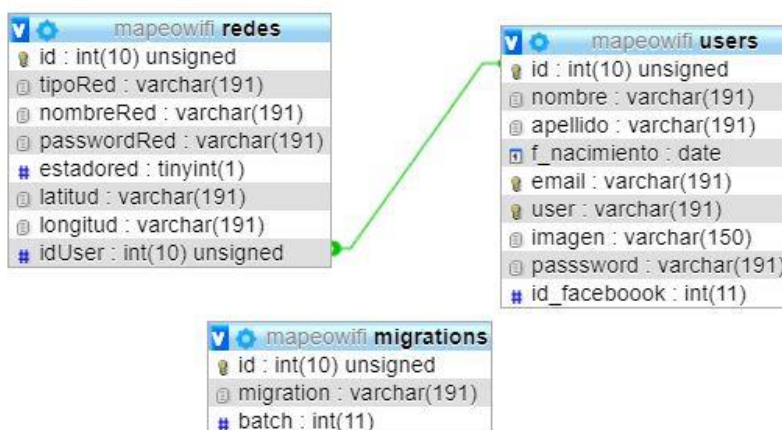 mapeowifi redes
id : int(10) unsigned
tipoRed : varchar(191)
nombreRed : varchar(191)
passwordRed : varchar(191)
# estadored : tinyint(1)
latitud : varchar(191)
longitud : varchar(191)
# idUser : int(10) unsigned
mapeowifi users
id : int(10) unsigned
nombre : varchar(191)
apellido : varchar(191)
f_nacimiento : date
email : varchar(191)
user : varchar(191)
imagen : varchar(150)
passsword : varchar(191)
# id_faceboook : int(11)
mapeowifi migrations
id : int(10) unsigned
migration : varchar(191)
# batch : int(11)